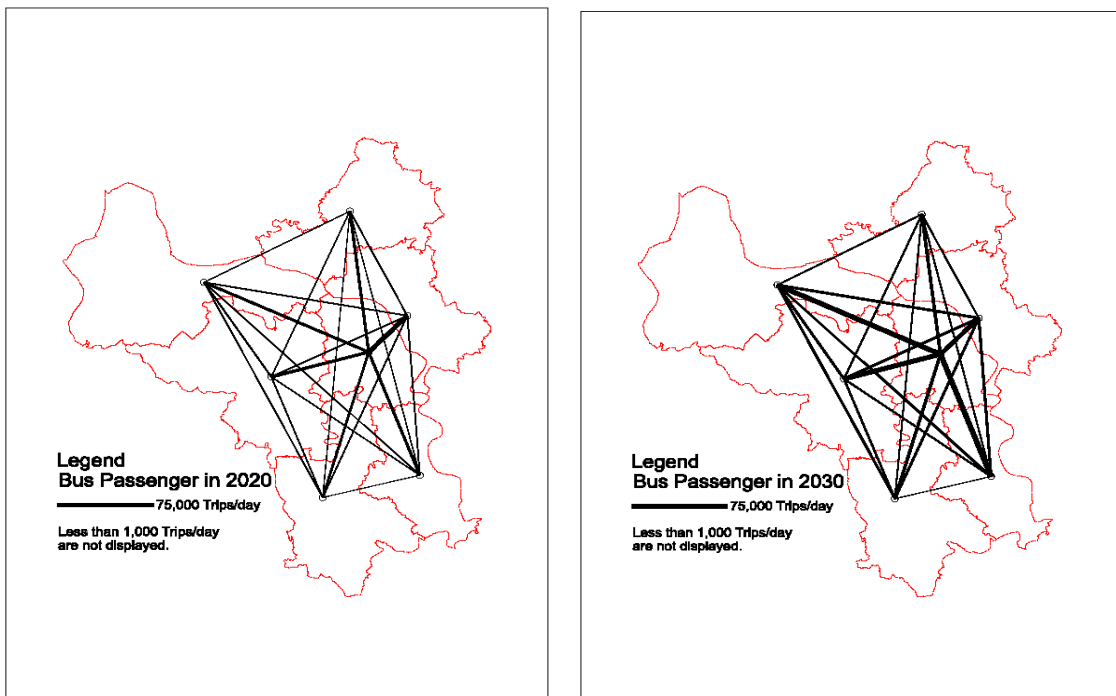 Legend
Bus Passenger in 2020
75,000 Trips/day
Less than 1,000 Trips/day
are not displayed.
Legend
Bus Passenger in 2030
75,000 Trips/day
Less than 1,000 Trips/day
are not displayed.